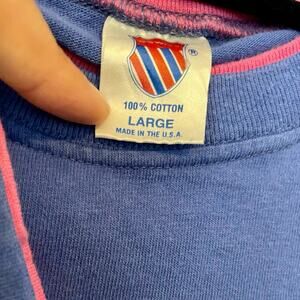 ®
100% COTTON
LARGE
MADE IN THE U.S.A.